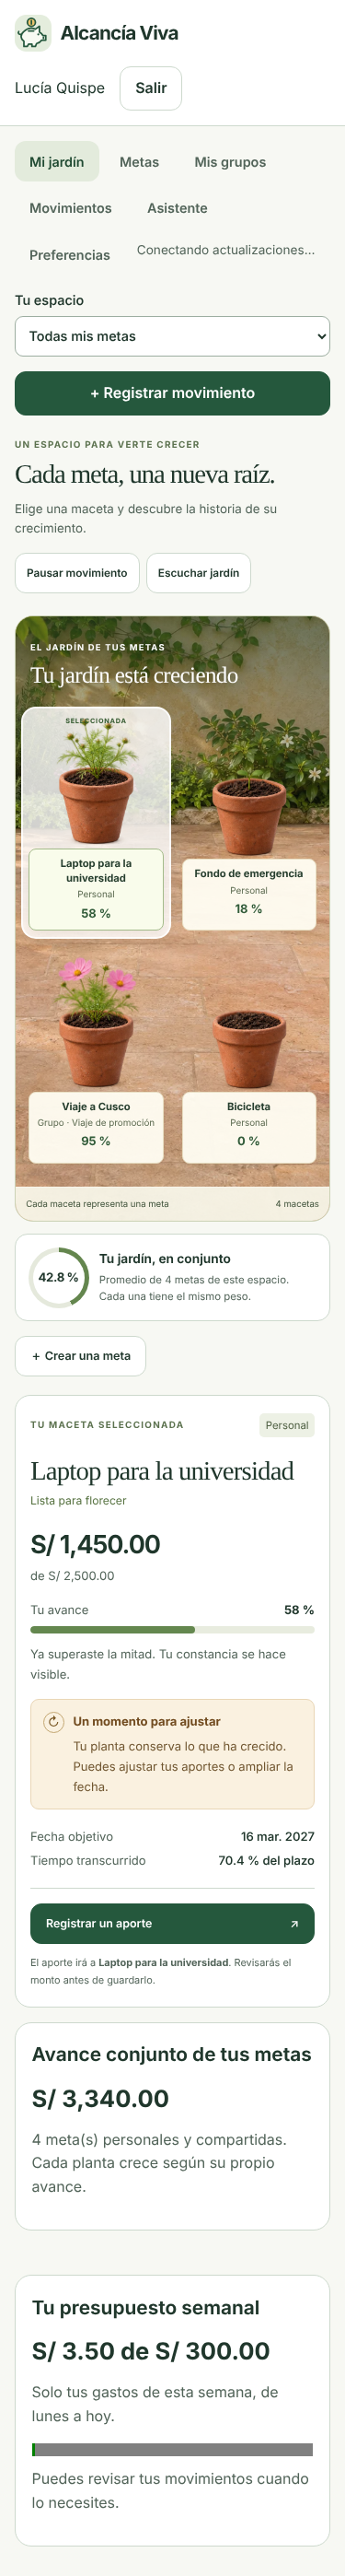 Alcancía Viva
Lucía Quispe
Salir
Mi jardín
Metas
Mis grupos
Movimientos
Asistente
Preferencias
Conectando actualizaciones...
Tu espacio
Todas mis metas
+ Registrar movimiento
UN ESPACIO PARA VERTE CRECER
Cada meta, una nueva raíz.
Elige una maceta y descubre la historia de su
crecimiento.
Pausar movimiento
Escuchar jardín
EL JARDÍN DE TUS METAS
Tu jardín está creciendo
SELECCIONADA
Laptop para la
universidad
Personal
58 %
Fondo de emergencia
Personal
18 %
Viaje a Cusco
Grupo · Viaje de promoción
95 %
Bicicleta
Personal
0 %
Cada maceta representa una meta
4 macetas
42.8 %
Tu jardín, en conjunto
Promedio de 4 metas de este espacio.
Cada una tiene el mismo peso.
+ Crear una meta
TU MACETA SELECCIONADA
Personal
Laptop para la universidad
Lista para florecer
S/ 1,450.00
de S/ 2,500.00
Tu avance
58 %
Ya superaste la mitad. Tu constancia se hace
visible.
Un momento para ajustar
Tu planta conserva lo que ha crecido.
Puedes ajustar tus aportes o ampliar la
fecha.
Fecha objetivo
16 mar. 2027
Tiempo transcurrido
70.4 % del plazo
Registrar un aporte
El aporte irá a Laptop para la universidad. Revisarás el
monto antes de guardarlo.
Avance conjunto de tus metas
S/ 3,340.00
4 meta(s) personales y compartidas.
Cada planta crece según su propio
avance.
Tu presupuesto semanal
S/ 3.50 de S/ 300.00
Solo tus gastos de esta semana, de
lunes a hoy.
Puedes revisar tus movimientos cuando
lo necesites.